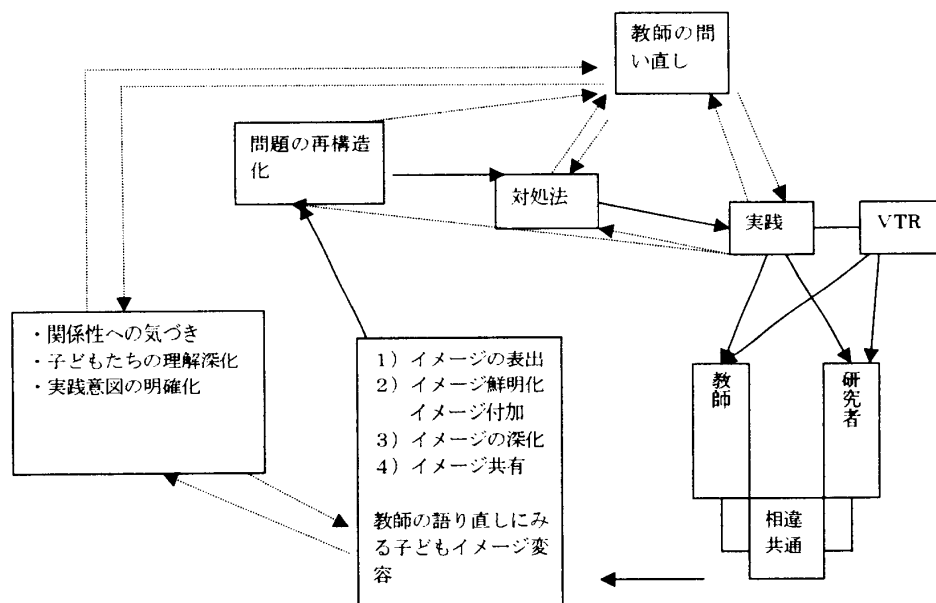 教師の問
い直し
問題の再構造
化
対処法
実践
VTR
・関係性への気づき
・子どもたちの理解深化
・実践意図の明確化
1）イメージの表出
2）イメージ鮮明化
イメージ付加
3）イメージの深化
4）イメージ共有
教師の語り直しにみ
る子どもイメージ変
容
教師
研究者
相違
共通